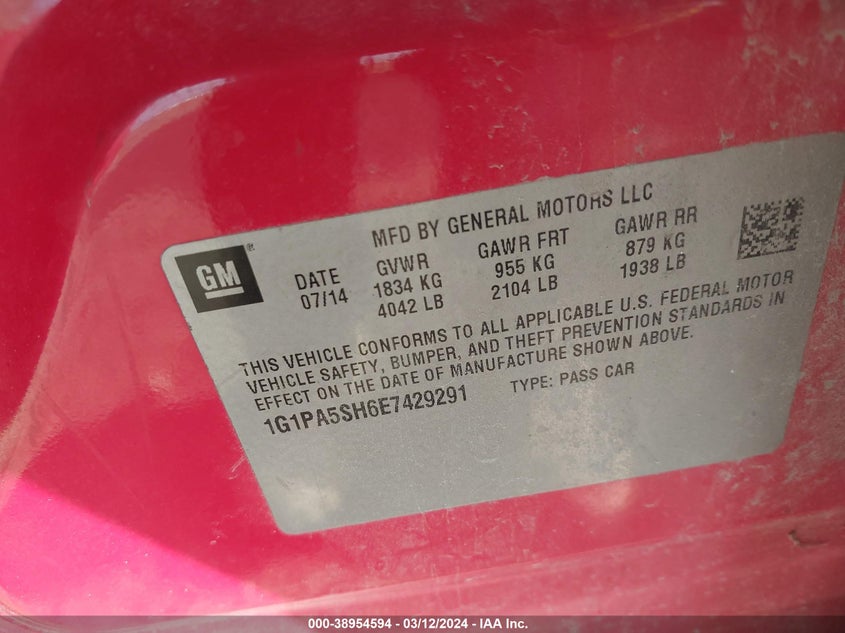 MFD BY GENERAL MOTORS LLC
GM®
DATE GVWR GAWR FRT GAWR RR
07/14 1834 KG 955 KG 879 KG
4042 LB 2104 LB 1938 LB
THIS VEHICLE CONFORMS TO ALL APPLICABLE U.S. FEDERAL MOTOR
VEHICLE SAFETY, BUMPER, AND THEFT PREVENTION STANDARDS IN
EFFECT ON THE DATE OF MANUFACTURE SHOWN ABOVE.
1G1PA5SH6E7429291 TYPE: PASS CAR
000-38954594 - 03/12/2024 - IAA Inc.